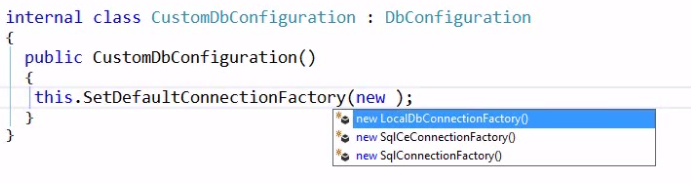 internal class CustomDbConfiguration : DbConfiguration
{
public CustomDbConfiguration()
{
this.SetDefaultConnectionFactory(new );
new LocalDbConnectionFactory()
}
new SqlCeConnectionFactory()
}
new SqlConnectionFactory()